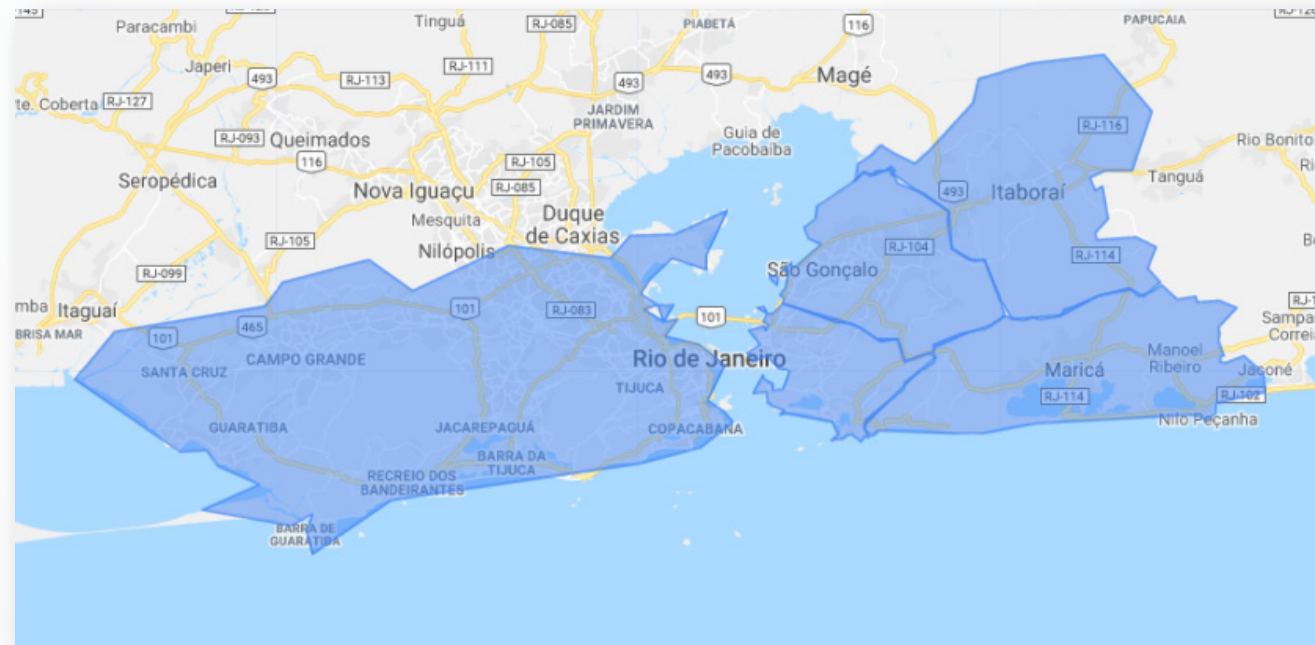 Paracambi
Tinguá
RJ-085
PIABETÁ
116
PAPUCAIA
Japeri
493
RJ-113
RJ-111
493
493
Magé
te. Coberta
RJ-127
JARDIM
PRIMAVERA
RJ-116
RJ-093
Queimados
116
Guia de
Pacobaíba
Rio Bonito
RJ-105
Seropédica
Nova Iguaçu
RJ-085
493
Itaboraí
Tanguá
Mesquita
Duque
de Caxias
RJ-105
Nilópolis
RJ-104
RJ-114
RJ-099
São Gonçalo
mba
Itaguaí
101
RJ-083
101
BRISA MAR
101
465
Sampa
Correia
CAMPO GRANDE
Rio de Janeiro
Manoel
Ribeiro
SANTA CRUZ
TIJUCA
Maricá
Jaconé
RJ-114
RJ-102
GUARATIBA
JACAREPAGUÁ
COPACABANA
Nilo Peçanha
BARRA DA
TIJUCA
RECREIO DOS
BANDEIRANTES
BARRA DE
GUARATIBA